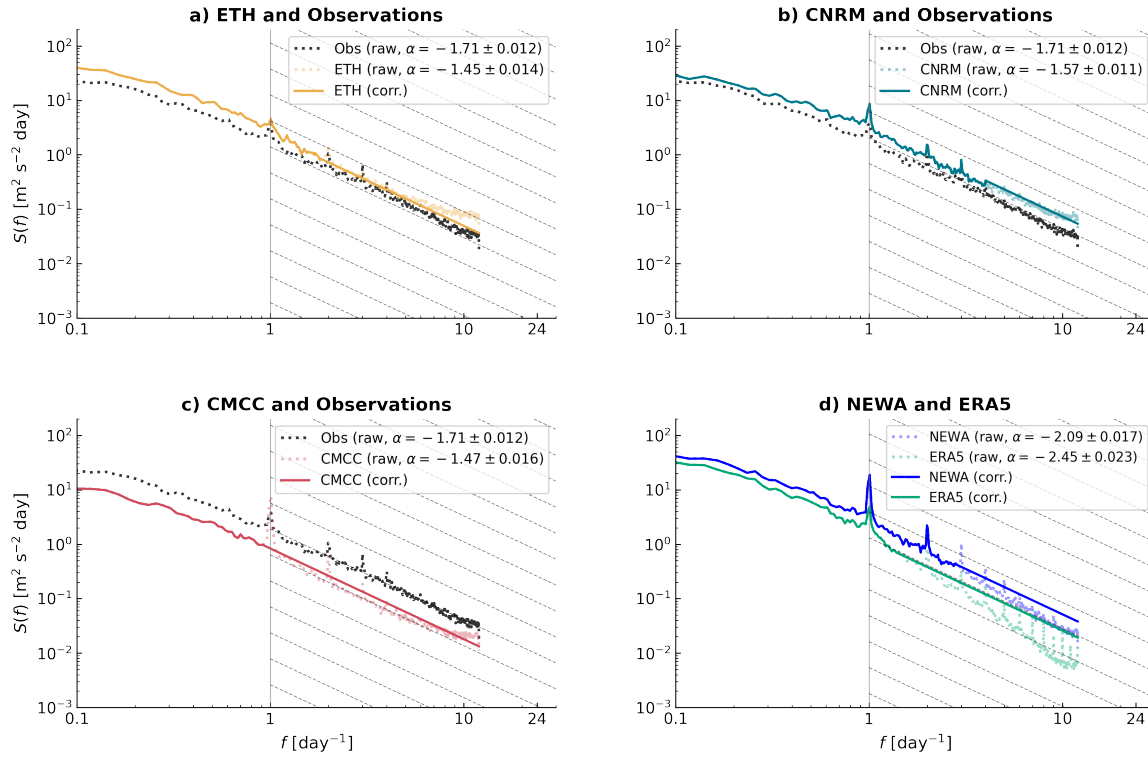 a) ETH and Observations
S(f) [m² s⁻² day]
10²
10¹
10⁰
10⁻¹
10⁻²
10⁻³
0.1
1
10
24
Obs (raw, α = −1.71 ± 0.012)
ETH (raw, α = −1.45 ± 0.014)
ETH (corr.)
b) CNRM and Observations
10²
10¹
10⁰
10⁻¹
10⁻²
10⁻³
0.1
1
10
24
Obs (raw, α = −1.71 ± 0.012)
CNRM (raw, α = −1.57 ± 0.011)
CNRM (corr.)
c) CMCC and Observations
S(f) [m² s⁻² day]
10²
10¹
10⁰
10⁻¹
10⁻²
10⁻³
0.1
1
10
24
f [day⁻¹]
Obs (raw, α = −1.71 ± 0.012)
CMCC (raw, α = −1.47 ± 0.016)
CMCC (corr.)
d) NEWA and ERA5
10²
10¹
10⁰
10⁻¹
10⁻²
10⁻³
0.1
1
10
24
f [day⁻¹]
NEWA (raw, α = −2.09 ± 0.017)
ERA5 (raw, α = −2.45 ± 0.023)
NEWA (corr.)
ERA5 (corr.)